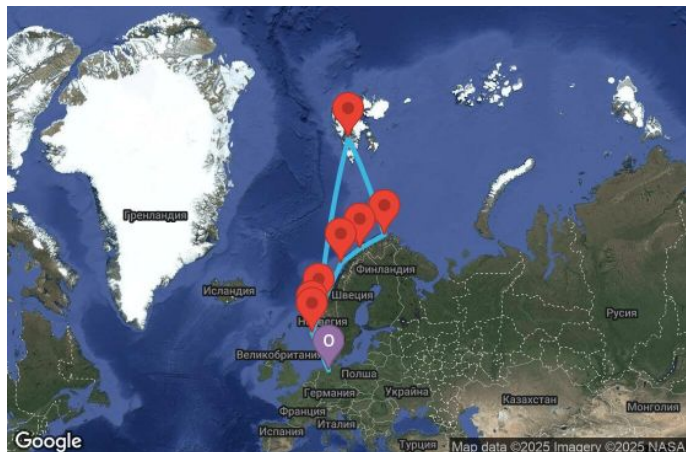 Гренландия
Исландия
Финландия
Швеция
Норвегия
О
Великобритания
Полша
Германия
Украйна
Франция
Испания
Италия
Турция
Русия
Казахстан
Монголия
Google
Map data ©2025 Imagery ©2025 NASA